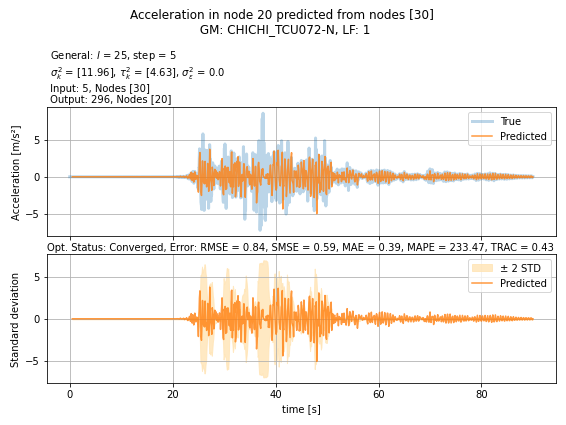 Acceleration in node 20 predicted from nodes [30]
GM: CHICHI_TCU072-N, LF: 1
General: l = 25, step = 5
σ²ₖ = [11.96], τ²ₖ = [4.63], σ²_ε = 0.0
Input: 5, Nodes [30]
Output: 296, Nodes [20]
Acceleration [m/s²]
5
0
−5
True
Predicted
Opt. Status: Converged, Error: RMSE = 0.84, SMSE = 0.59, MAE = 0.39, MAPE = 233.47, TRAC = 0.43
Standard deviation
5
0
−5
± 2 STD
Predicted
0 20 40 60 80
time [s]